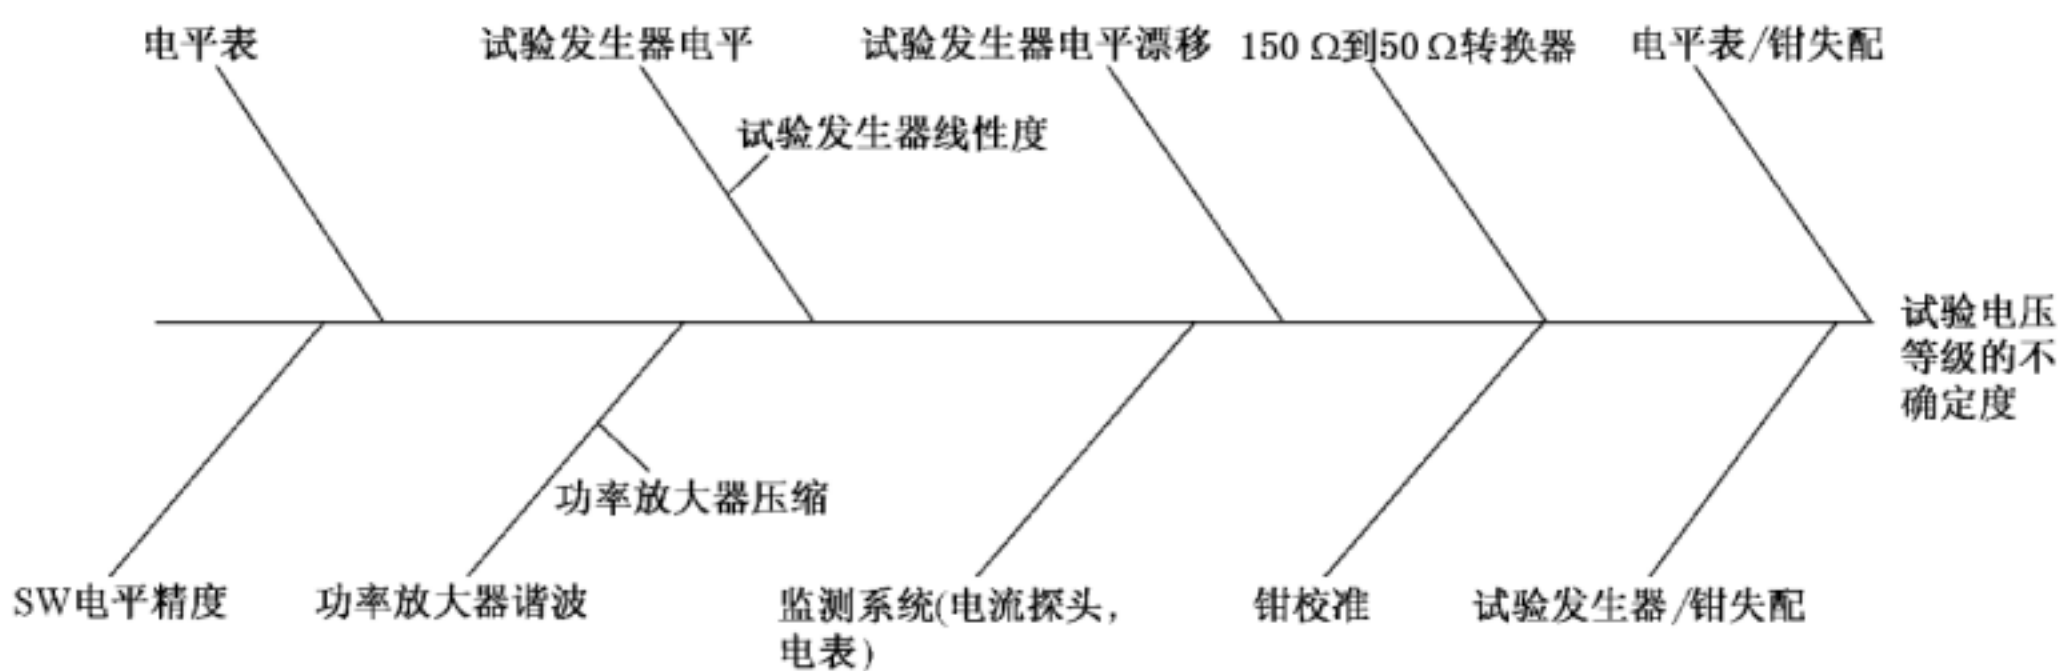 电平表
试验发生器电平
试验发生器电平漂移
150 Ω到50 Ω转换器
电平表/钳失配
试验发生器线性度
试验电压
等级的不
确定度
功率放大器压缩
SW电平精度
功率放大器谐波
监测系统(电流探头，
电表)
钳校准
试验发生器/钳失配